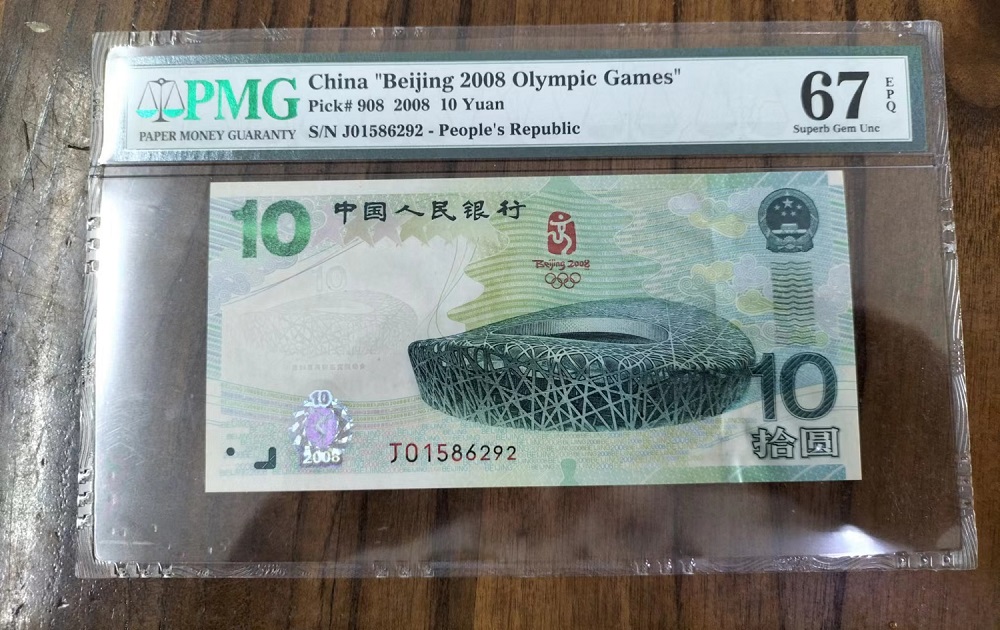 PMG
PAPER MONEY GUARANTY
China "Beijing 2008 Olympic Games"
Pick# 908 2008 10 Yuan
S/N J01586292 - People's Republic
67
EPQ
Superb Gem Unc
10
中国人民银行
Beijing 2008
10
2008
J01586292
10
拾圆